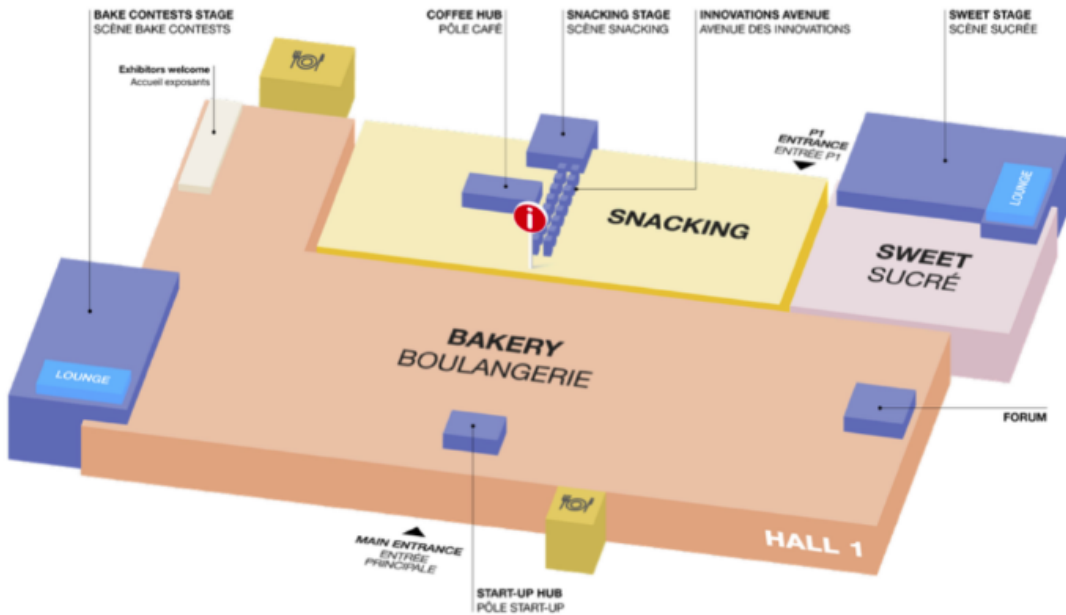 BAKE CONTESTS STAGE
SCÈNE BAKE CONTESTS
COFFEE HUB
PÔLE CAFÉ
SNACKING STAGE
SCÈNE SNACKING
INNOVATIONS AVENUE
AVENUE DES INNOVATIONS
SWEET STAGE
SCÈNE SUCRÉE
Exhibitors welcome
Accueil exposants
P1
ENTRANCE
ENTRÉE P1
LOUNGE
i
SNACKING
SWEET
SUCRÉ
BAKERY
BOULANGERIE
LOUNGE
FORUM
HALL 1
MAIN ENTRANCE
ENTRÉE
PRINCIPALE
START-UP HUB
PÔLE START-UP